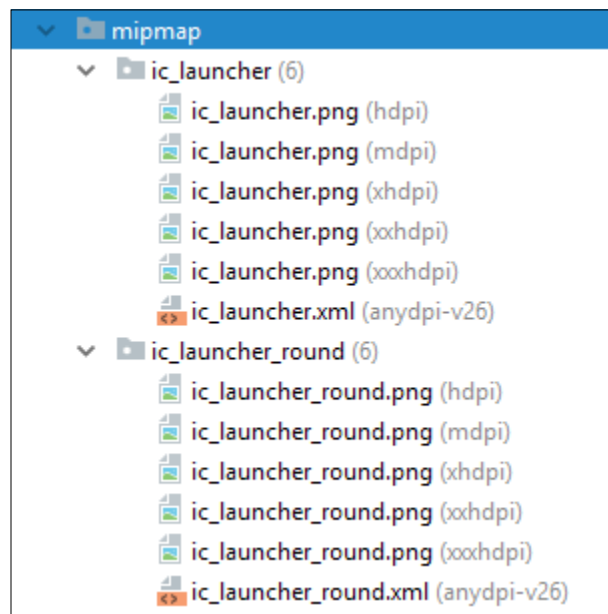 mipmap
ic_launcher (6)
ic_launcher.png (hdpi)
ic_launcher.png (mdpi)
ic_launcher.png (xhdpi)
ic_launcher.png (xxhdpi)
ic_launcher.png (xxxhdpi)
ic_launcher.xml (anydpi-v26)
ic_launcher_round (6)
ic_launcher_round.png (hdpi)
ic_launcher_round.png (mdpi)
ic_launcher_round.png (xhdpi)
ic_launcher_round.png (xxhdpi)
ic_launcher_round.png (xxxhdpi)
ic_launcher_round.xml (anydpi-v26)